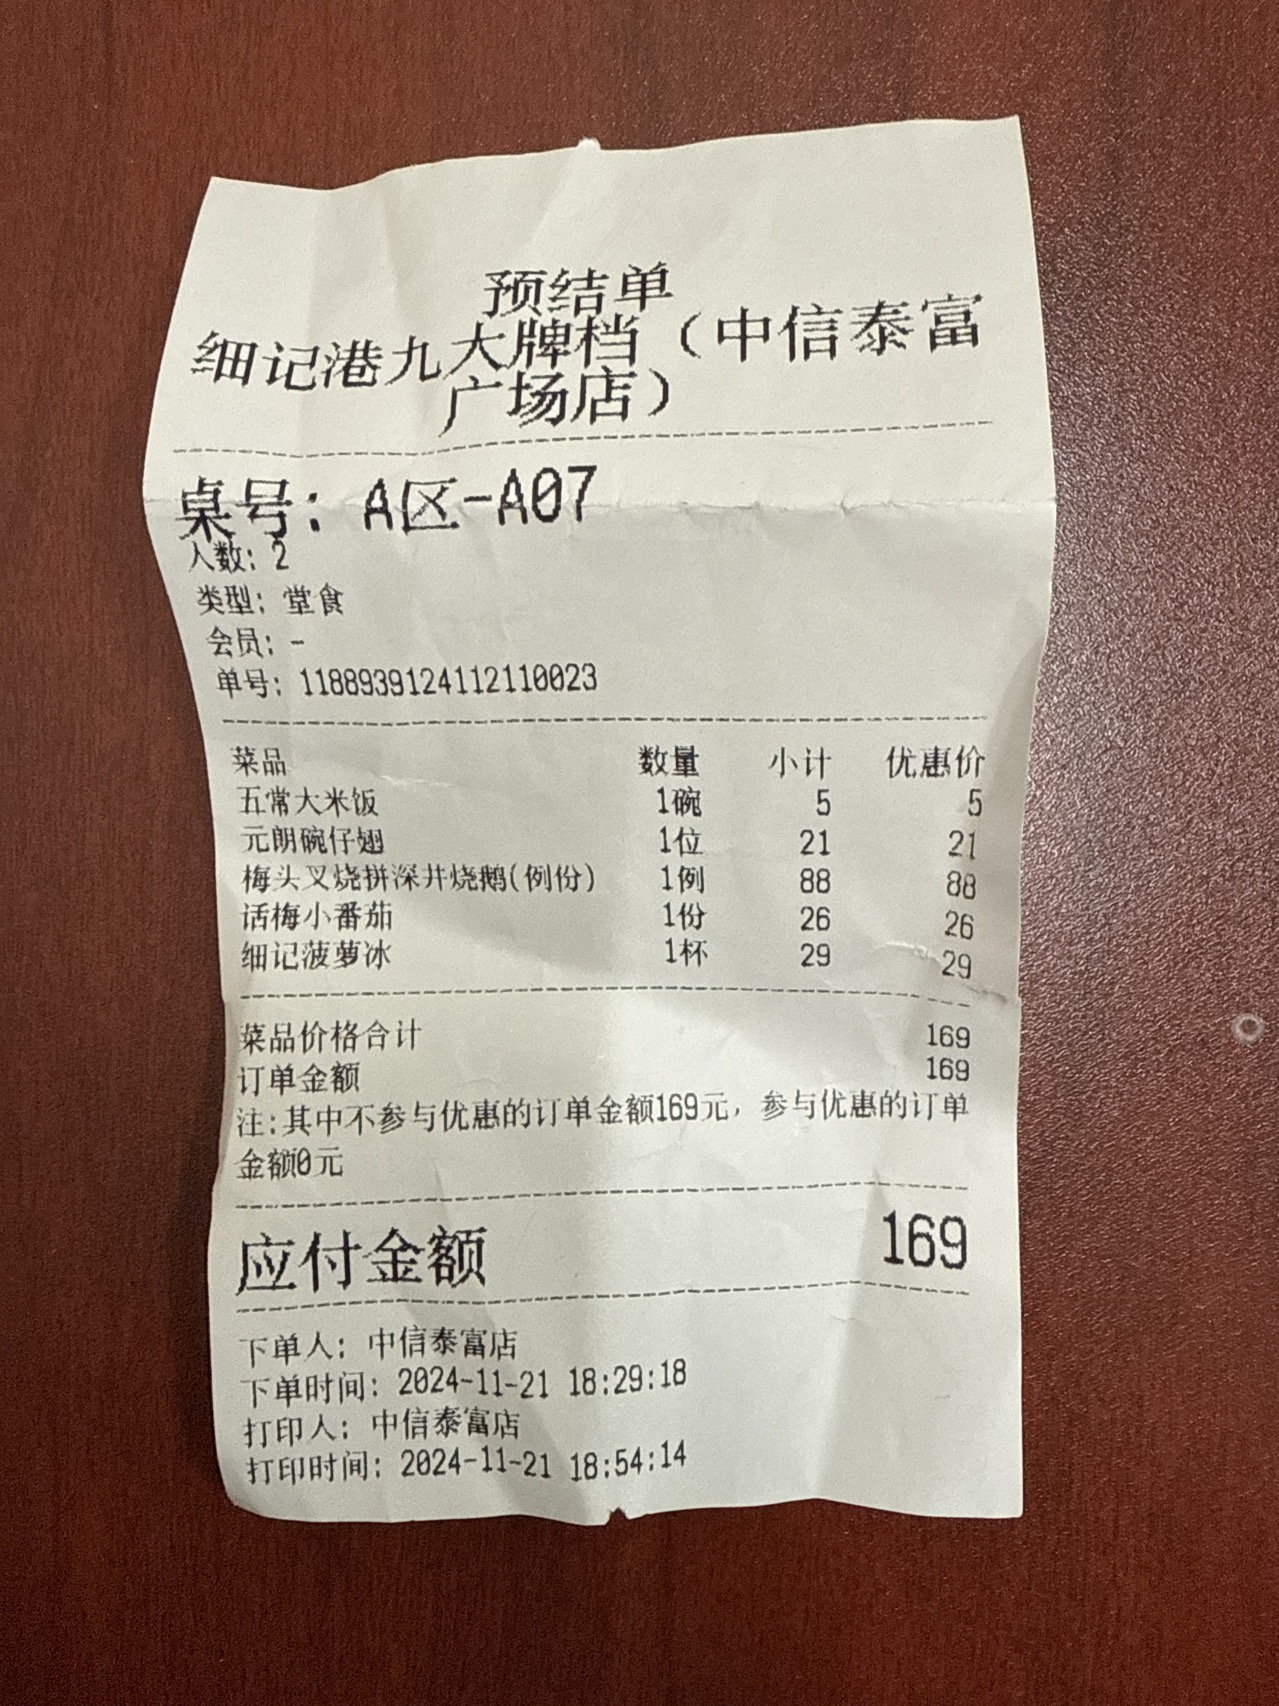 预结单
细记港九大牌档（中信泰富
广场店）
桌号: A区-A07
人数: 2
类型: 堂食
会员: -
单号: 1188939124112110023
菜品 数量 小计 优惠价
五常大米饭 1碗 5 5
元朗碗仔翅 1位 21 21
梅头叉烧拼深井烧鹅(例份) 1例 88 88
话梅小番茄 1份 26 26
细记菠萝冰 1杯 29 29
菜品价格合计 169
订单金额 169
注:其中不参与优惠的订单金额169元，参与优惠的订单
金额0元
应付金额 169
下单人: 中信泰富店
下单时间: 2024-11-21 18:29:18
打印人: 中信泰富店
打印时间: 2024-11-21 18:54:14